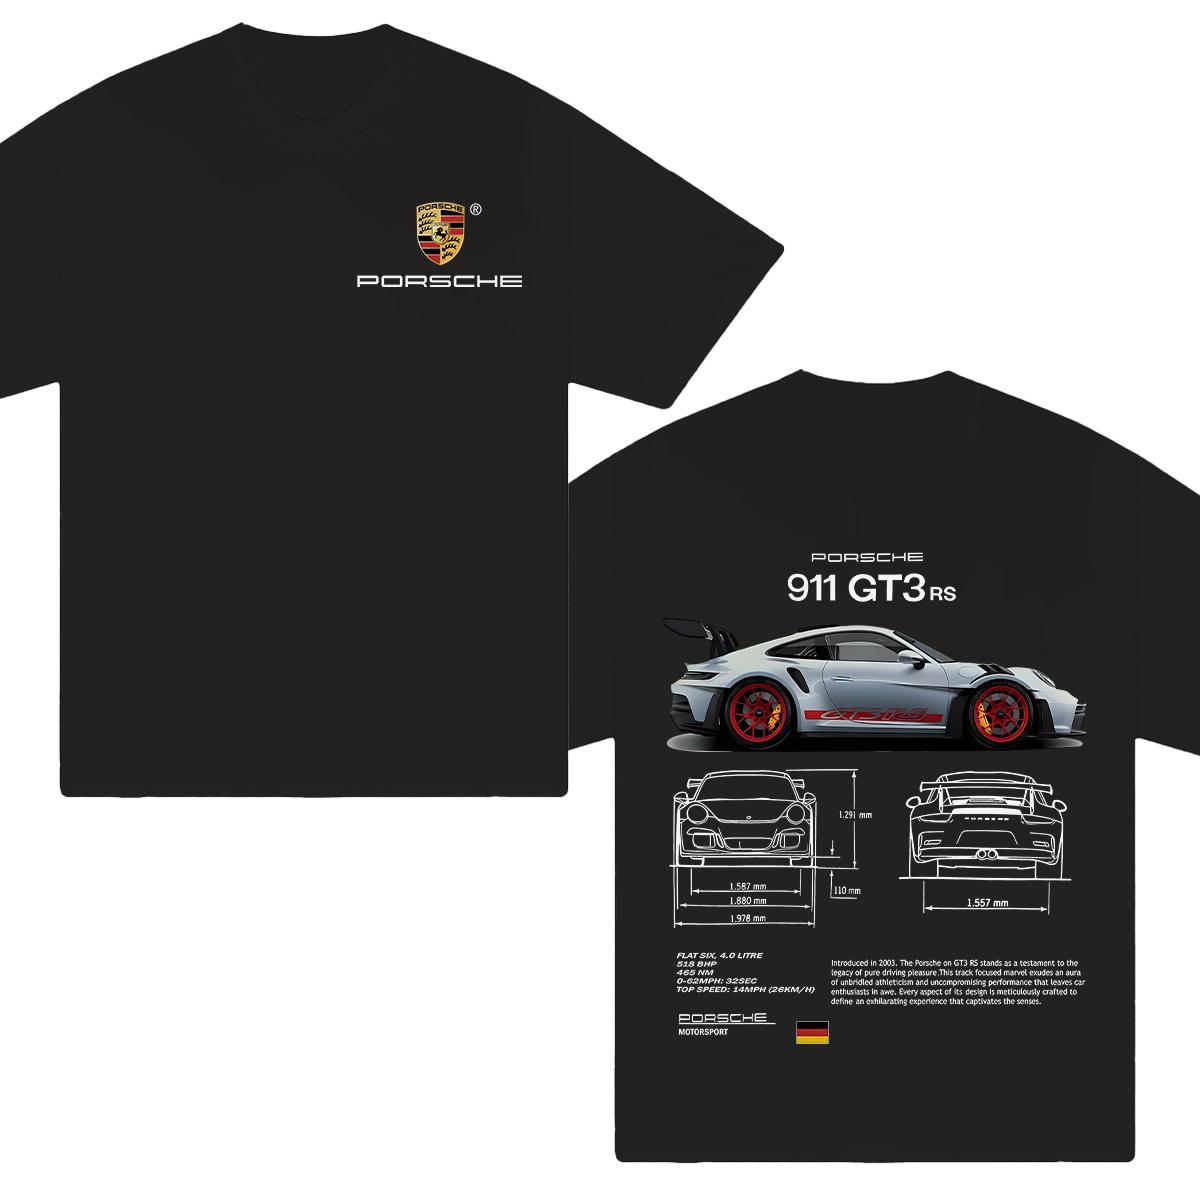 PORSCHE
®
PORSCHE
PORSCHE
911 GT3 RS
GT3 RS
1.291 mm
110 mm
1.587 mm
1.880 mm
1.978 mm
PORSCHE
1.557 mm
FLAT SIX, 4.0 LITRE
518 BHP
465 NM
0-62MPH: 32SEC
TOP SPEED: 14MPH (26KM/H)
Introduced in 2003. The Porsche on GT3 RS stands as a testament to the
legacy of pure driving pleasure.This track focused marvel exudes an aura
of unbridled athleticism and uncompromising performance that leaves car
enthusiasts in awe. Every aspect of its design is meticulously crafted to
define an exhilarating experience that captivates the senses.
PORSCHE
MOTORSPORT